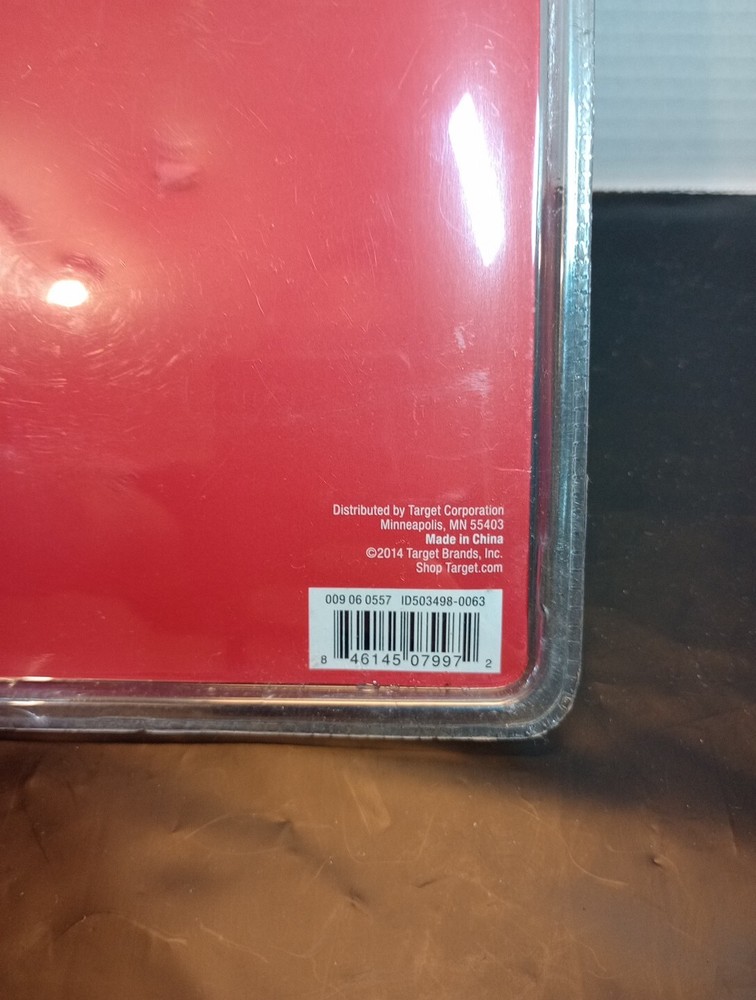 Distributed by Target Corporation
Minneapolis, MN 55403
Made in China
©2014 Target Brands, Inc.
Shop Target.com
009 06 0557 ID503498-0063
8 46145 07997 2